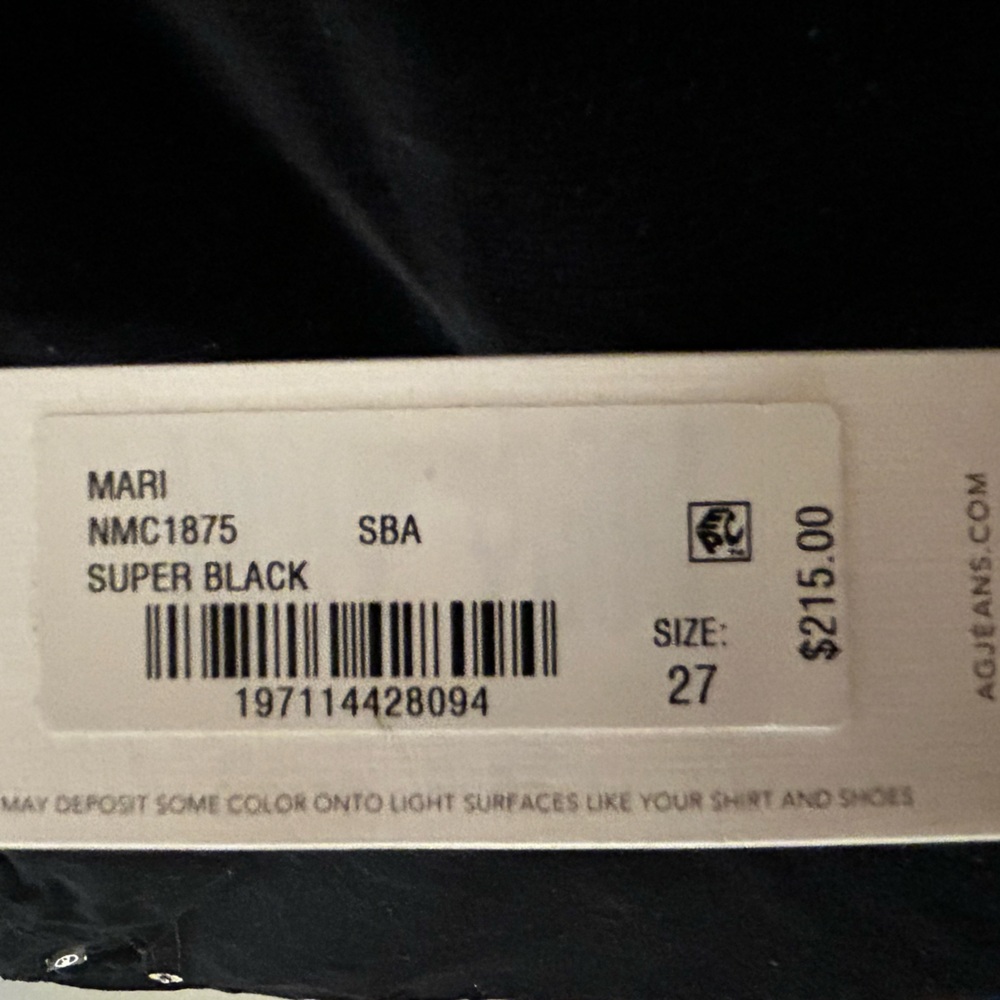 MARI
NMC1875 SBA
SUPER BLACK
197114428094
SIZE:
27
$215.00
AGJEANS.COM
MAY DEPOSIT SOME COLOR ONTO LIGHT SURFACES LIKE YOUR SHIRT AND SHOES